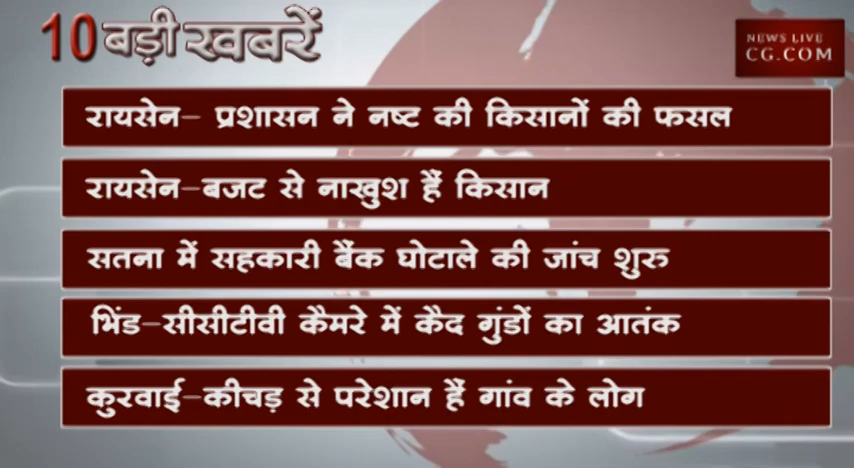 10 बड़ी खबरें
NEWS LIVE
CG.COM
रायसेन- प्रशासन ने नष्ट की किसानों की फसल
रायसेन-बजट से नाखुश हैं किसान
सतना में सहकारी बैंक घोटाले की जांच शुरु
भिंड-सीसीटीवी कैमरे में कैद गुंडों का आतंक
कुरवाई-कीचड़ से परेशान हैं गांव के लोग